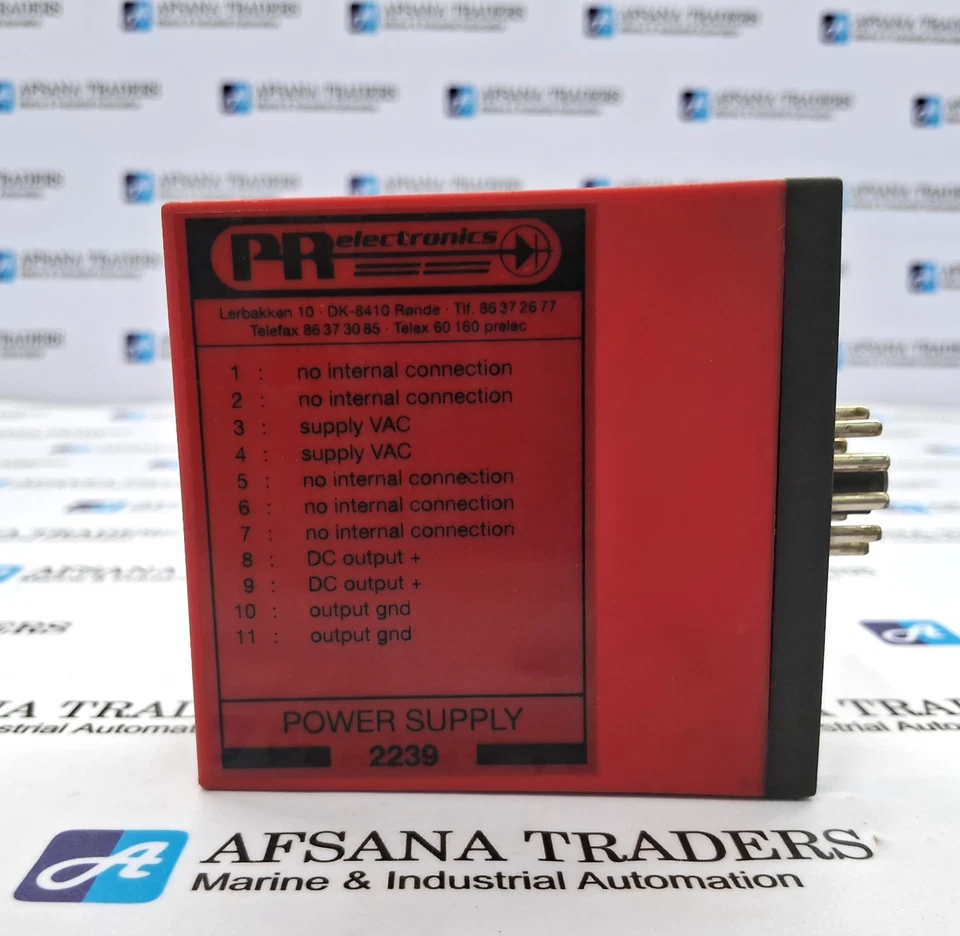 AFSANA TRADERS
PR electronics
Lerbakken 10 · DK-8410 Rønde · Tlf. 86 37 26 77
Telefax 86 37 30 85 · Telex 60 160 prelec
1 : no internal connection
2 : no internal connection
3 : supply VAC
4 : supply VAC
5 : no internal connection
6 : no internal connection
7 : no internal connection
8 : DC output +
9 : DC output +
10 : output gnd
11 : output gnd
POWER SUPPLY
2239
AFSANA TRADERS
Marine & Industrial Automation